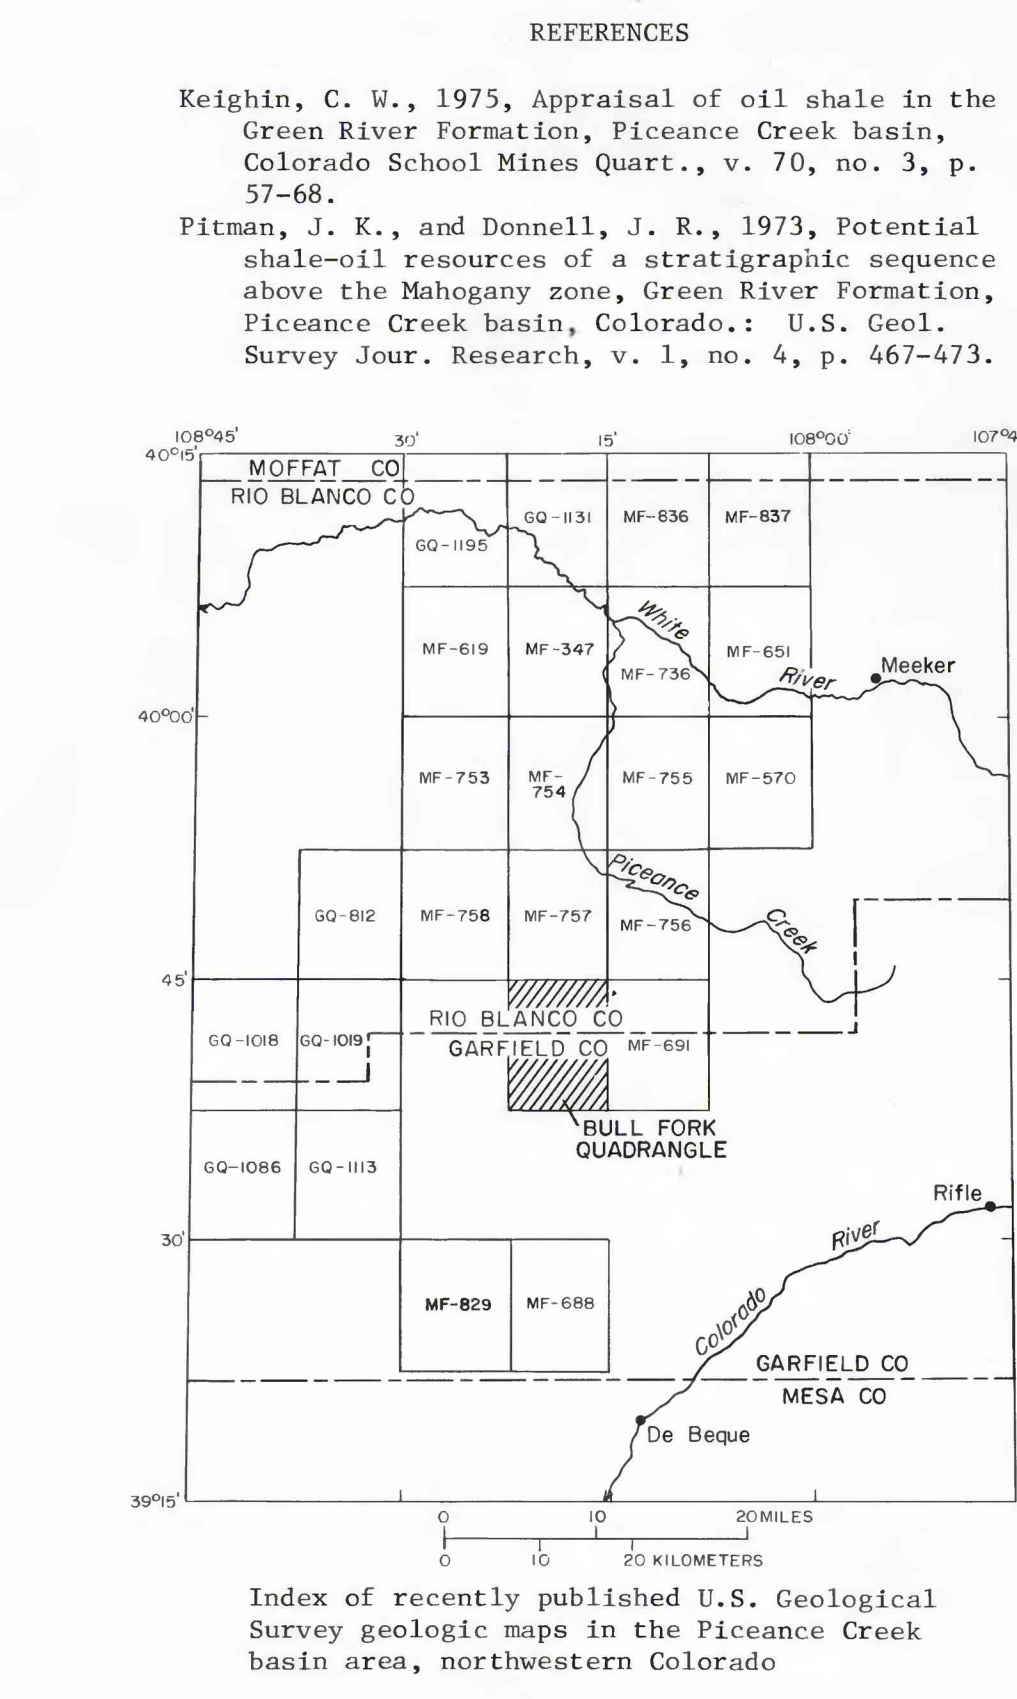 REFERENCES
Keighin, C. W., 1975, Appraisal of oil shale in the
Green River Formation, Piceance Creek basin,
Colorado School Mines Quart., v. 70, no. 3, p.
57-68.
Pitman, J. K., and Donnell, J. R., 1973, Potential
shale-oil resources of a stratigraphic sequence
above the Mahogany zone, Green River Formation,
Piceance Creek basin, Colorado.: U.S. Geol.
Survey Jour. Research, v. 1, no. 4, p. 467-473.
108°45' 30' 15' 108°00' 107°4
40°15'
MOFFAT CO
RIO BLANCO CO
GQ-1131 MF-836 MF-837
GQ-1195
White
MF-619 MF-347 MF-651
MF-736 River Meeker
40°00'
MF-753 MF-
754 MF-755 MF-570
Piceance
Creek
GQ-812 MF-758 MF-757 MF-756
45'
RIO BLANCO CO
GQ-1018 GQ-1019 GARFIELD CO MF-691
BULL FORK
QUADRANGLE
GQ-1086 GQ-1113
Rifle
30'
River
Colorado
MF-829 MF-688
GARFIELD CO
MESA CO
De Beque
39°15'
0 10 20 MILES
0 10 20 KILOMETERS
Index of recently published U.S. Geological
Survey geologic maps in the Piceance Creek
basin area, northwestern Colorado